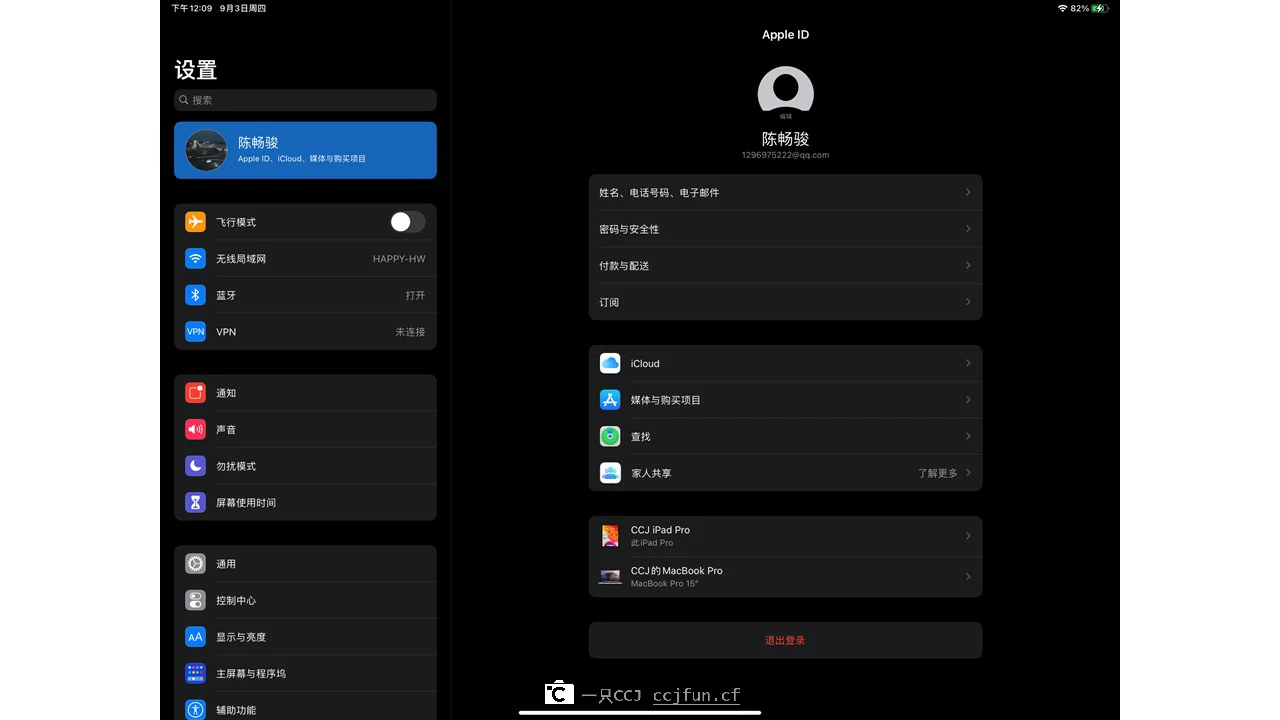 下午12:09 9月3日周四
82%
设置
搜索
陈畅骏
Apple ID、iCloud、媒体与购买项目
飞行模式
无线局域网 HAPPY-HW
蓝牙 打开
VPN VPN 未连接
通知
声音
勿扰模式
屏幕使用时间
通用
控制中心
AA 显示与亮度
主屏幕与程序坞
辅助功能
Apple ID
编辑
陈畅骏
1296975222@qq.com
姓名、电话号码、电子邮件
密码与安全性
付款与配送
订阅
iCloud
媒体与购买项目
查找
家人共享 了解更多
CCJ iPad Pro
此iPad Pro
CCJ的MacBook Pro
MacBook Pro 15"
退出登录
C 一只CCJ ccjfun.cf